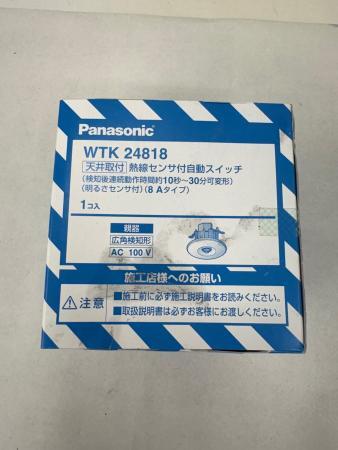 Panasonic
WTK 24818
天井取付 熱線センサ付自動スイッチ
(検知後連続動作時間約10秒~30分可変形)
(明るさセンサ付)(8 Aタイプ)
1コ入
親器
広角検知形
AC 100 V
施工店様へのお願い
注意
■施工前に必ず施工説明書をお読みください。
■取扱説明書は必ずお客様にお渡しください。